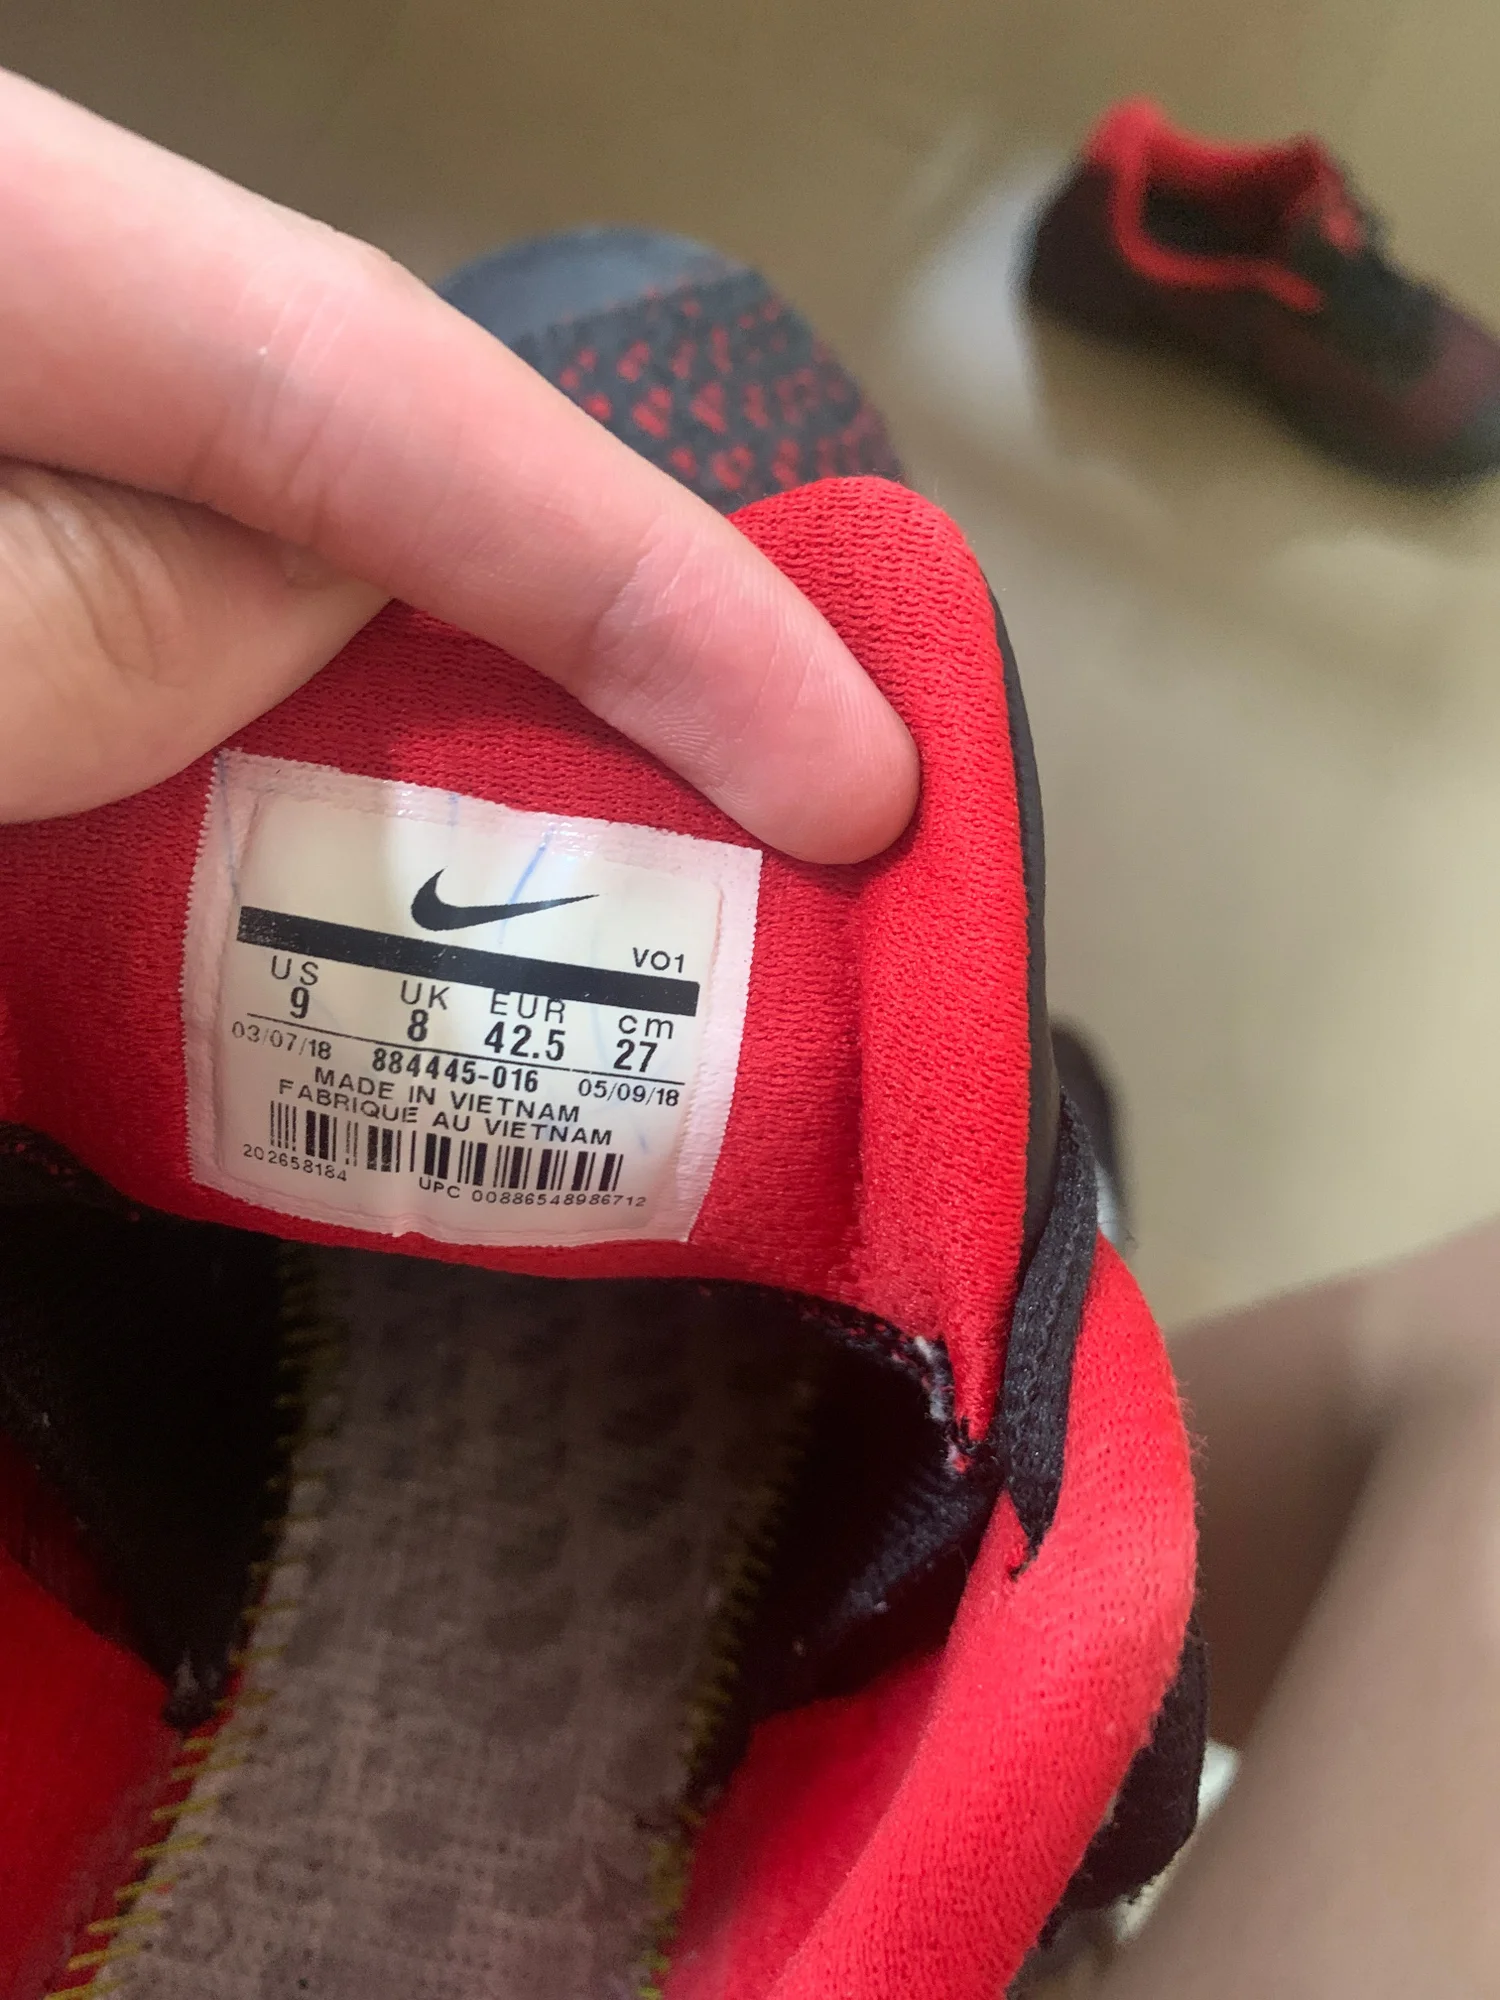 VO1
US UK EUR cm
9 8 42.5 27
03/07/18 884445-016 05/09/18
MADE IN VIETNAM
FABRIQUE AU VIETNAM
202658184 UPC 00886548986712